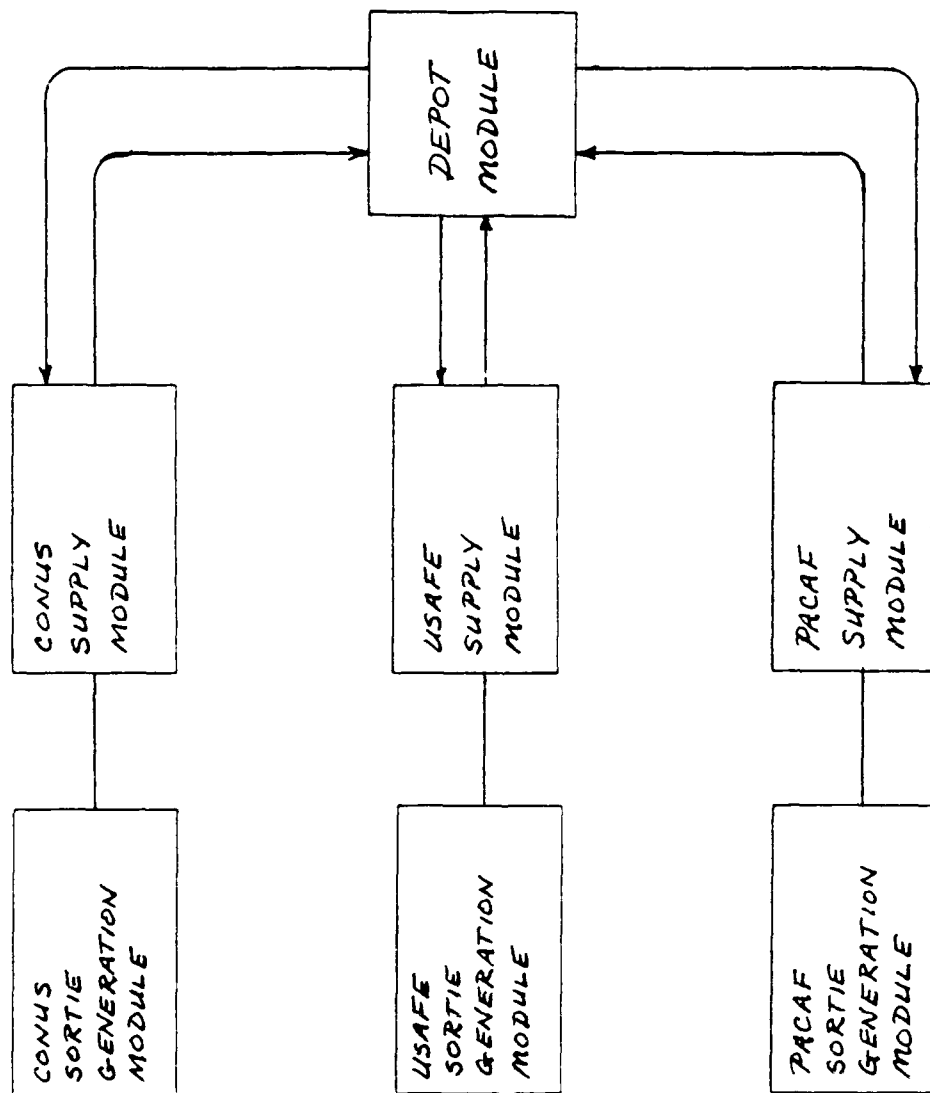 DEPOT
MODULE
CONUS
SUPPLY
MODULE
USAFE
SUPPLY
MODULE
PACAF
SUPPLY
MODULE
CONUS
SORTIE
GENERATION
MODULE
USAFE
SORTIE
GENERATION
MODULE
PACAF
SORTIE
GENERATION
MODULE